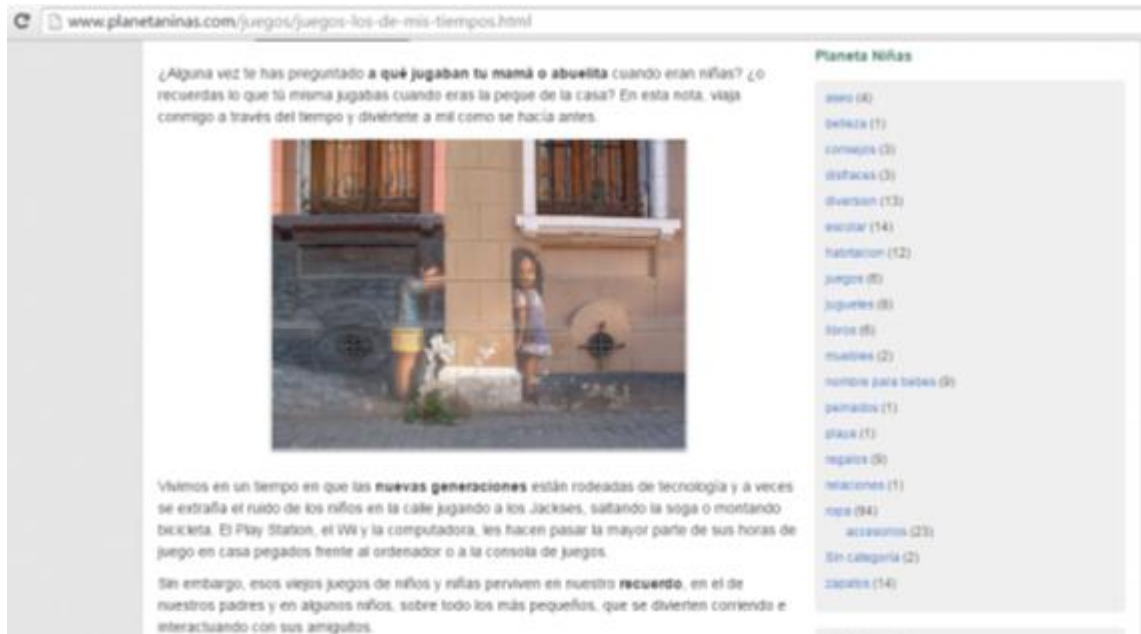 www.planetaninas.com/juegos/juegos-los-de-mis-tiempos.html
¿Alguna vez te has preguntado a qué jugaban tu mamá o abuelita cuando eran niñas? ¿o
recuerdas lo que tú misma jugabas cuando eras la peque de la casa? En esta nota, viaja
conmigo a través del tiempo y diviértete a mil como se hacía antes.
Vivimos en un tiempo en que las nuevas generaciones están rodeadas de tecnología y a veces
se extraña el ruido de los niños en la calle jugando a los Jackses, saltando la soga o montando
bicicleta. El Play Station, el Wii y la computadora, les hacen pasar la mayor parte de sus horas de
juego en casa pegados frente al ordenador o a la consola de juegos.
Sin embargo, esos viejos juegos de niños y niñas perviven en nuestro recuerdo, en el de
nuestros padres y en algunos niños, sobre todo los más pequeños, que se divierten corriendo e
interactuando con sus amiguitos.
Planeta Niñas
aseo (4)
belleza (1)
consejos (3)
disfraces (3)
diversion (13)
escolar (14)
habitacion (12)
juegos (6)
juguetes (8)
libros (6)
muebles (2)
nombre para bebes (9)
peinados (1)
playa (1)
regalos (9)
relaciones (1)
ropa (94)
accesorios (23)
Sin categoría (2)
zapatos (14)